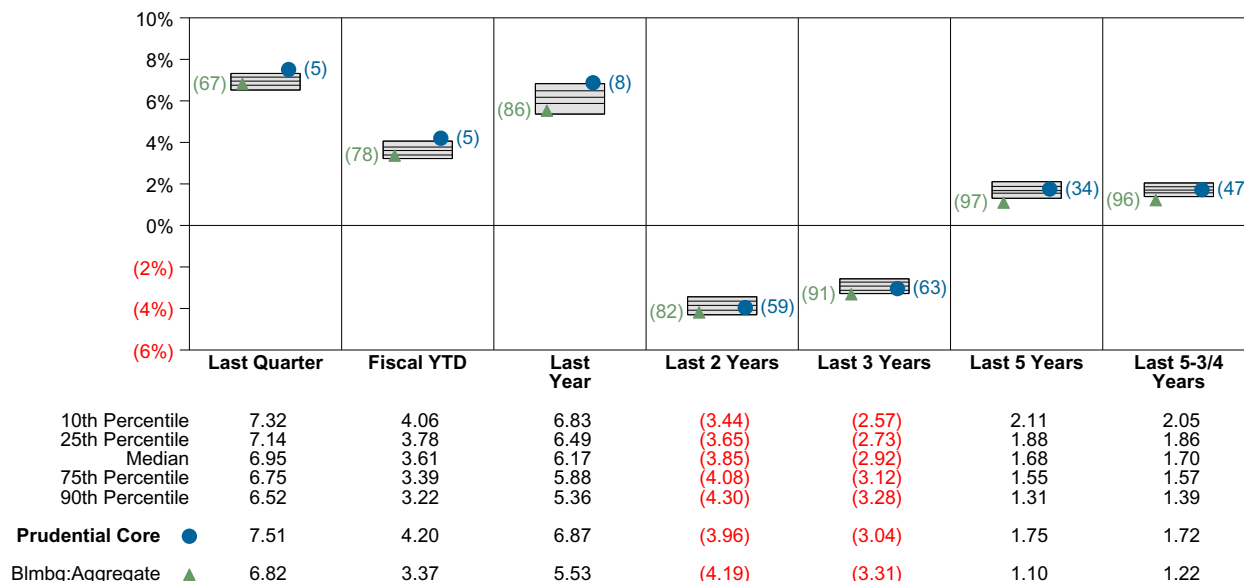 10%
8%
6%
4%
2%
0%
(2%)
(4%)
(6%)
(67) (5)
(78) (5)
(86) (8)
(82) (59)
(91) (63)
(97) (34)
(96) (47
Last Quarter Fiscal YTD Last Year Last 2 Years Last 3 Years Last 5 Years Last 5-3/4 Years
10th Percentile 7.32 4.06 6.83 (3.44) (2.57) 2.11 2.05
25th Percentile 7.14 3.78 6.49 (3.65) (2.73) 1.88 1.86
Median 6.95 3.61 6.17 (3.85) (2.92) 1.68 1.70
75th Percentile 6.75 3.39 5.88 (4.08) (3.12) 1.55 1.57
90th Percentile 6.52 3.22 5.36 (4.30) (3.28) 1.31 1.39
Prudential Core 7.51 4.20 6.87 (3.96) (3.04) 1.75 1.72
Blmbg:Aggregate 6.82 3.37 5.53 (4.19) (3.31) 1.10 1.22